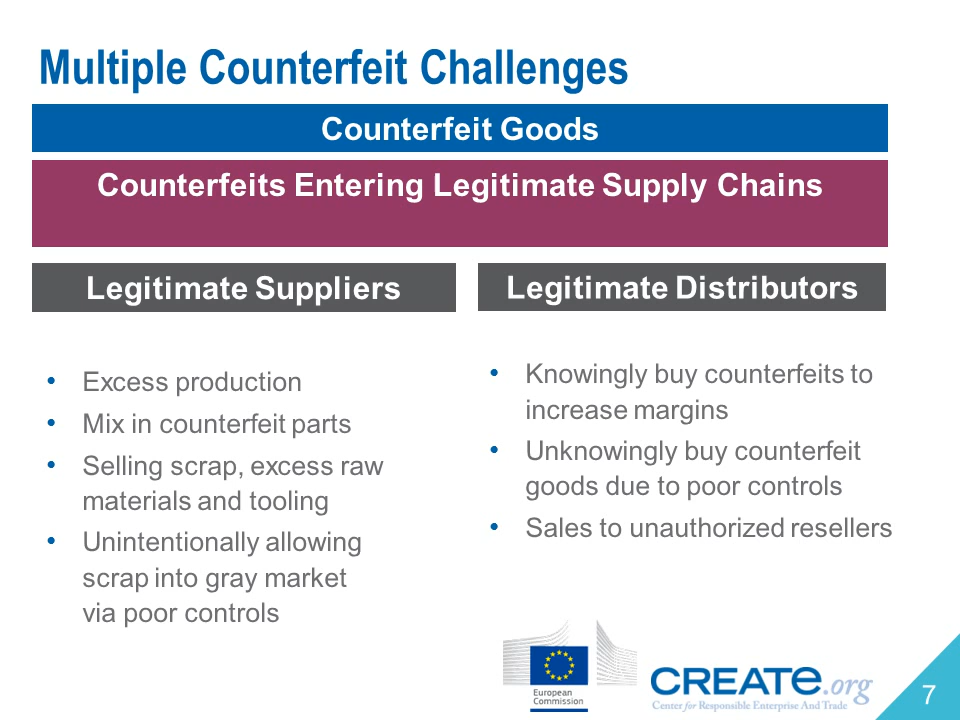 Multiple Counterfeit Challenges
Counterfeit Goods
Counterfeits Entering Legitimate Supply Chains
Legitimate Suppliers
• Excess production
• Mix in counterfeit parts
• Selling scrap, excess raw
materials and tooling
• Unintentionally allowing
scrap into gray market
via poor controls
Legitimate Distributors
• Knowingly buy counterfeits to
increase margins
• Unknowingly buy counterfeit
goods due to poor controls
• Sales to unauthorized resellers
European
Commission
CREATe.org
Center for Responsible Enterprise And Trade
7